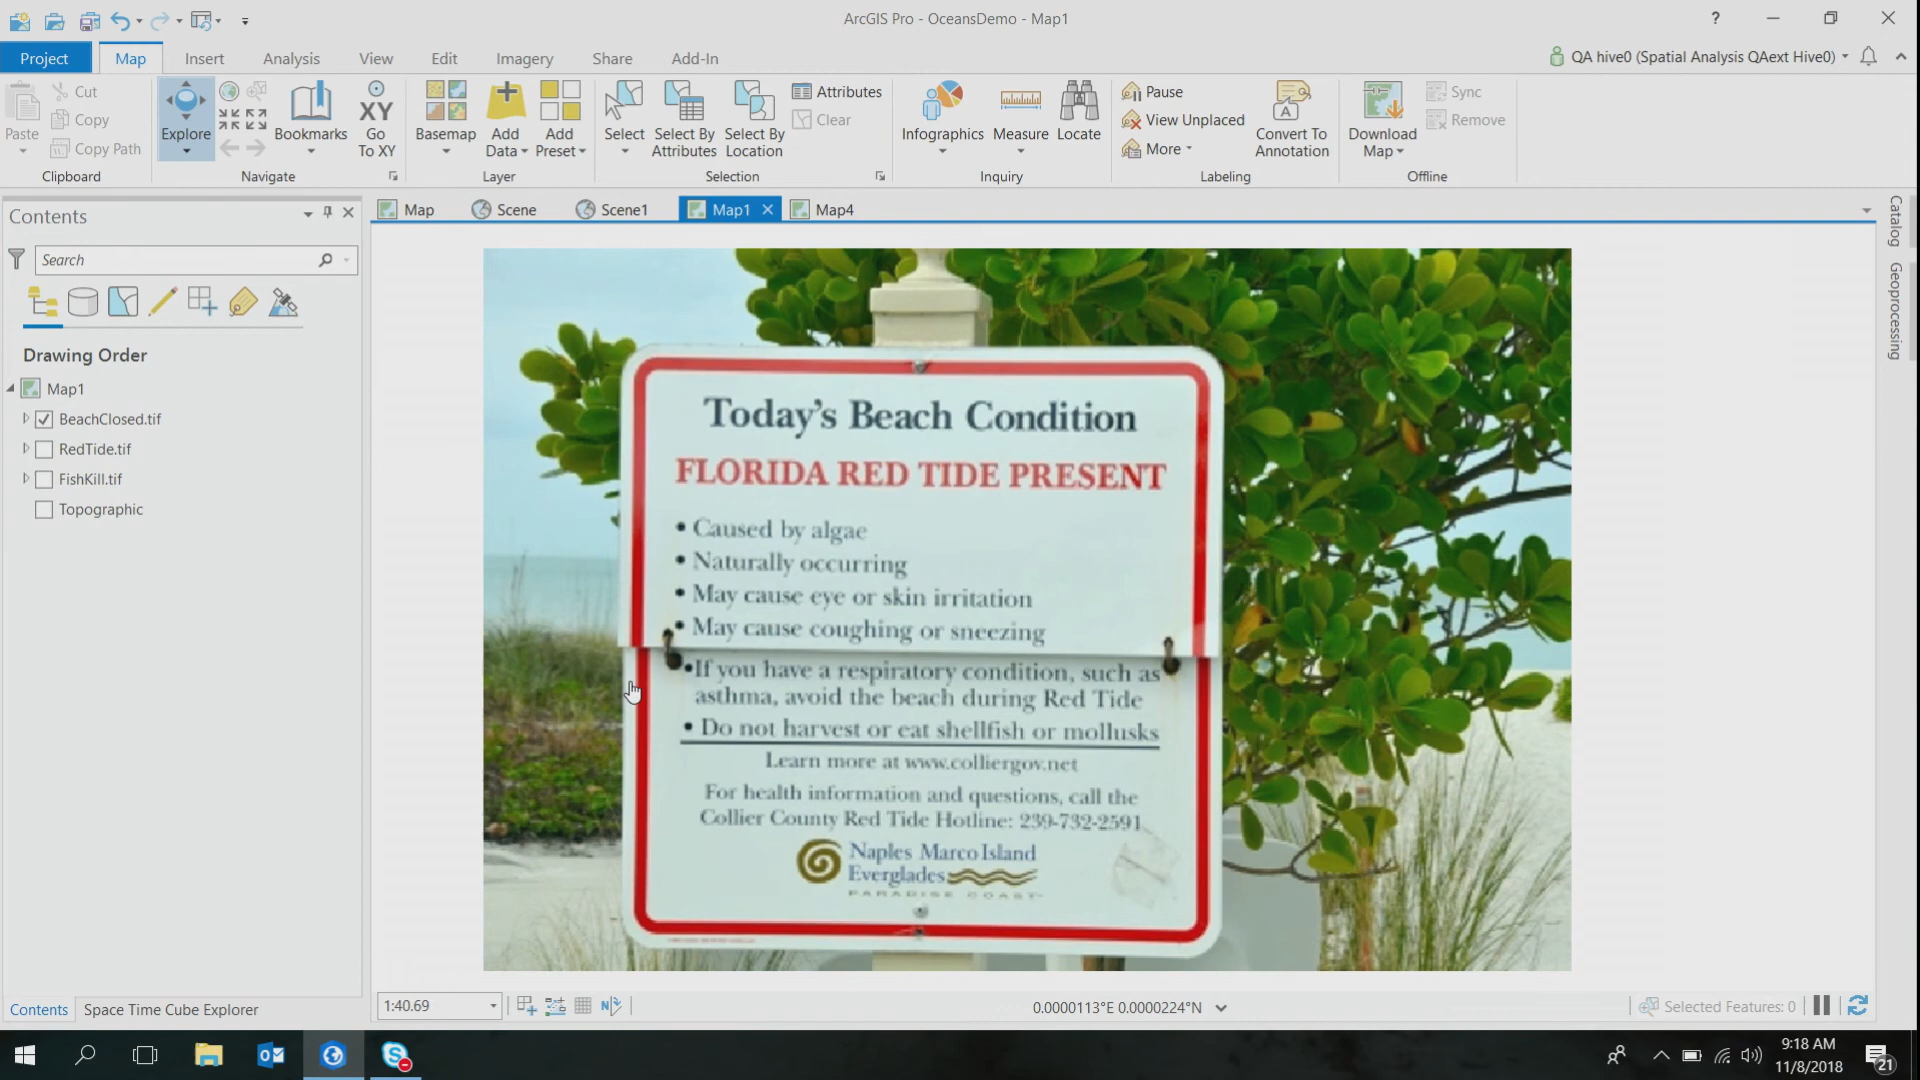 ArcGIS Pro - OceansDemo - Map1
?
Project
Map
Insert
Analysis
View
Edit
Imagery
Share
Add-In
QA hive0 (Spatial Analysis QAext Hive0)
Paste
Cut
Copy
Copy Path
Clipboard
Explore
Bookmarks
XY
Go To XY
Navigate
Basemap
Add Data
Add Preset
Layer
Select
Select By Attributes
Select By Location
Attributes
Clear
Selection
Infographics
Measure
Locate
Inquiry
Pause
View Unplaced
More
A
Convert To Annotation
Labeling
Download Map
Sync
Remove
Offline
Contents
Search
Drawing Order
Map1
BeachClosed.tif
RedTide.tif
FishKill.tif
Topographic
Contents
Space Time Cube Explorer
Map
Scene
Scene1
Map1
Map4
Catalog
Geoprocessing
Today's Beach Condition
FLORIDA RED TIDE PRESENT
• Caused by algae
• Naturally occurring
• May cause eye or skin irritation
• May cause coughing or sneezing
• If you have a respiratory condition, such as
asthma, avoid the beach during Red Tide
• Do not harvest or eat shellfish or mollusks
Learn more at www.colliergov.net
For health information and questions, call the
Collier County Red Tide Hotline: 239-732-2591
Naples Marco Island
Everglades
PARADISE COAST
1:40.69
0.0000113°E 0.0000224°N
Selected Features: 0
9:18 AM
11/8/2018
21